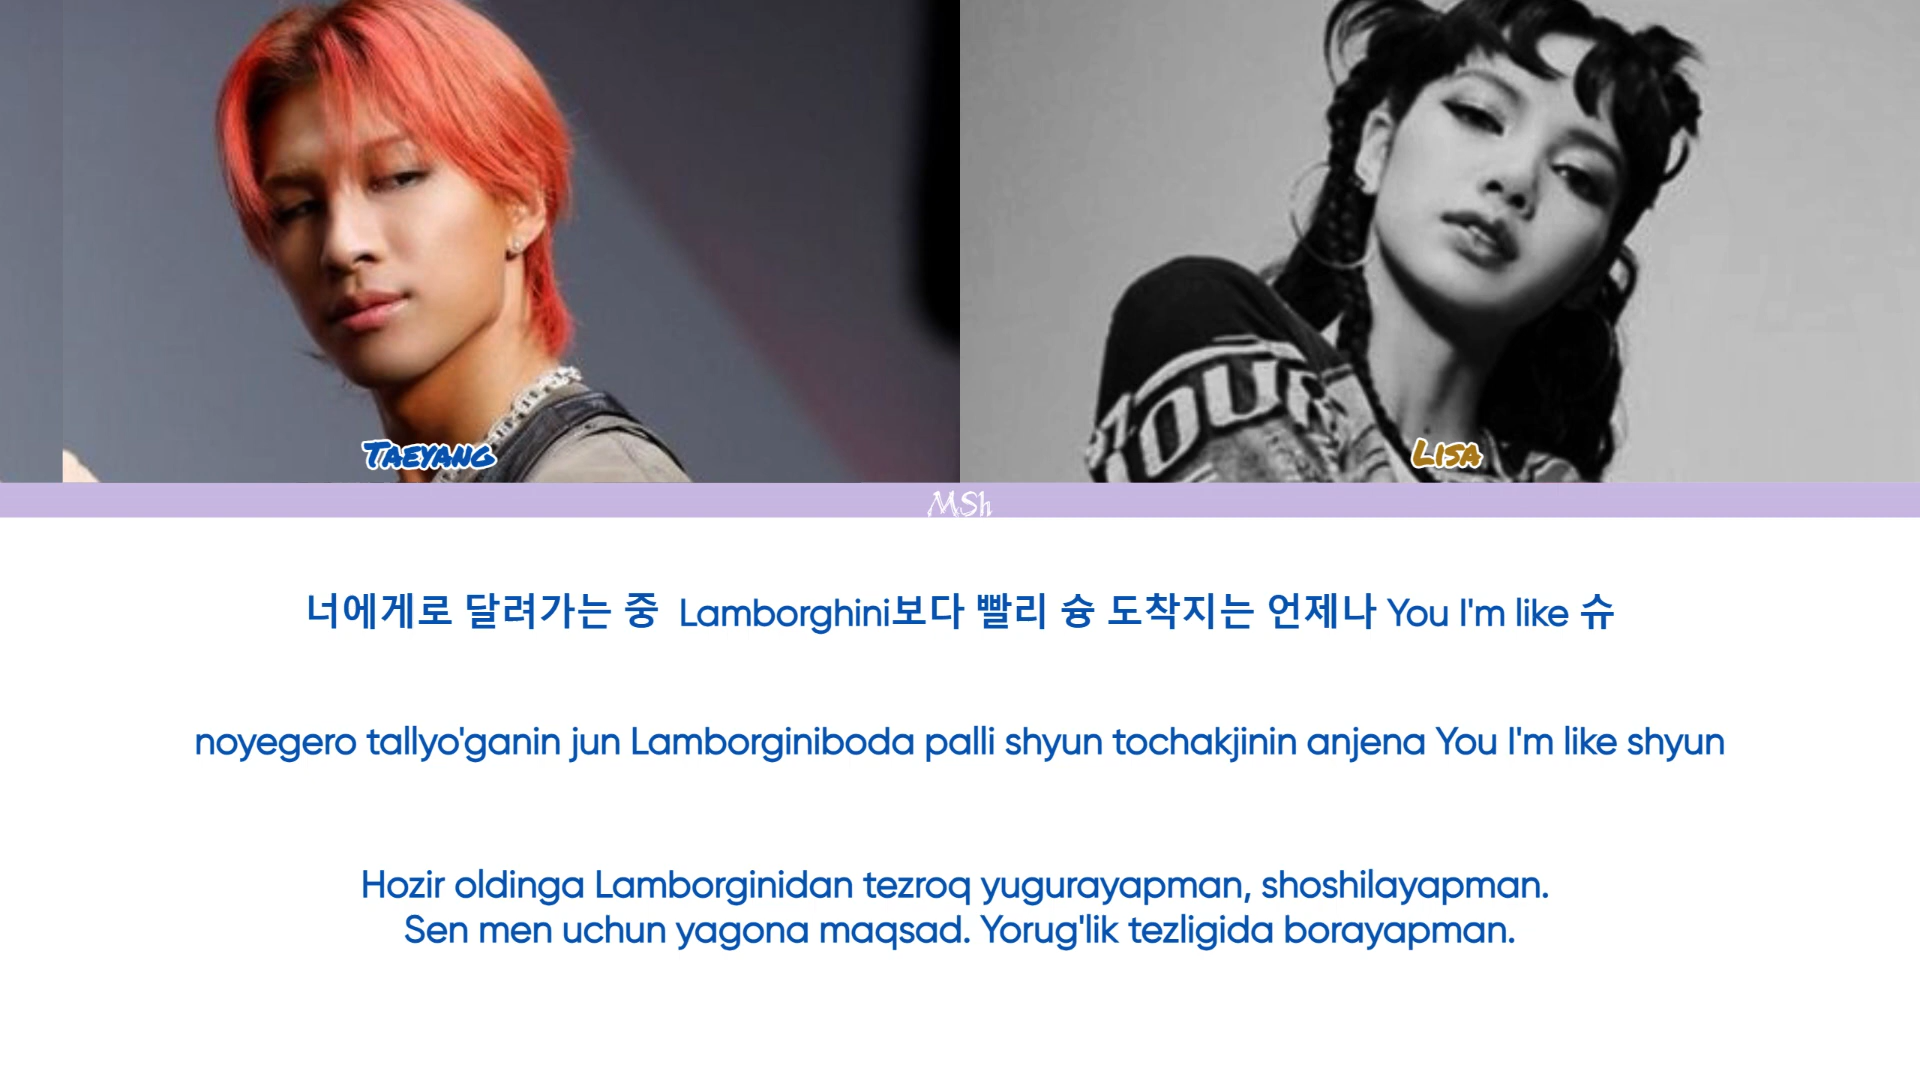 TAEYANG
LISA
MSh
너에게로 달려가는 중 Lamborghini보다 빨리 슝 도착지는 언제나 You I'm like 슈
noyegero tallyo'ganin jun Lamborginiboda palli shyun tochakjinin anjena You I'm like shyun
Hozir oldinga Lamborginidan tezroq yugurayapman, shoshilayapman.
Sen men uchun yagona maqsad. Yorug'lik tezligida borayapman.